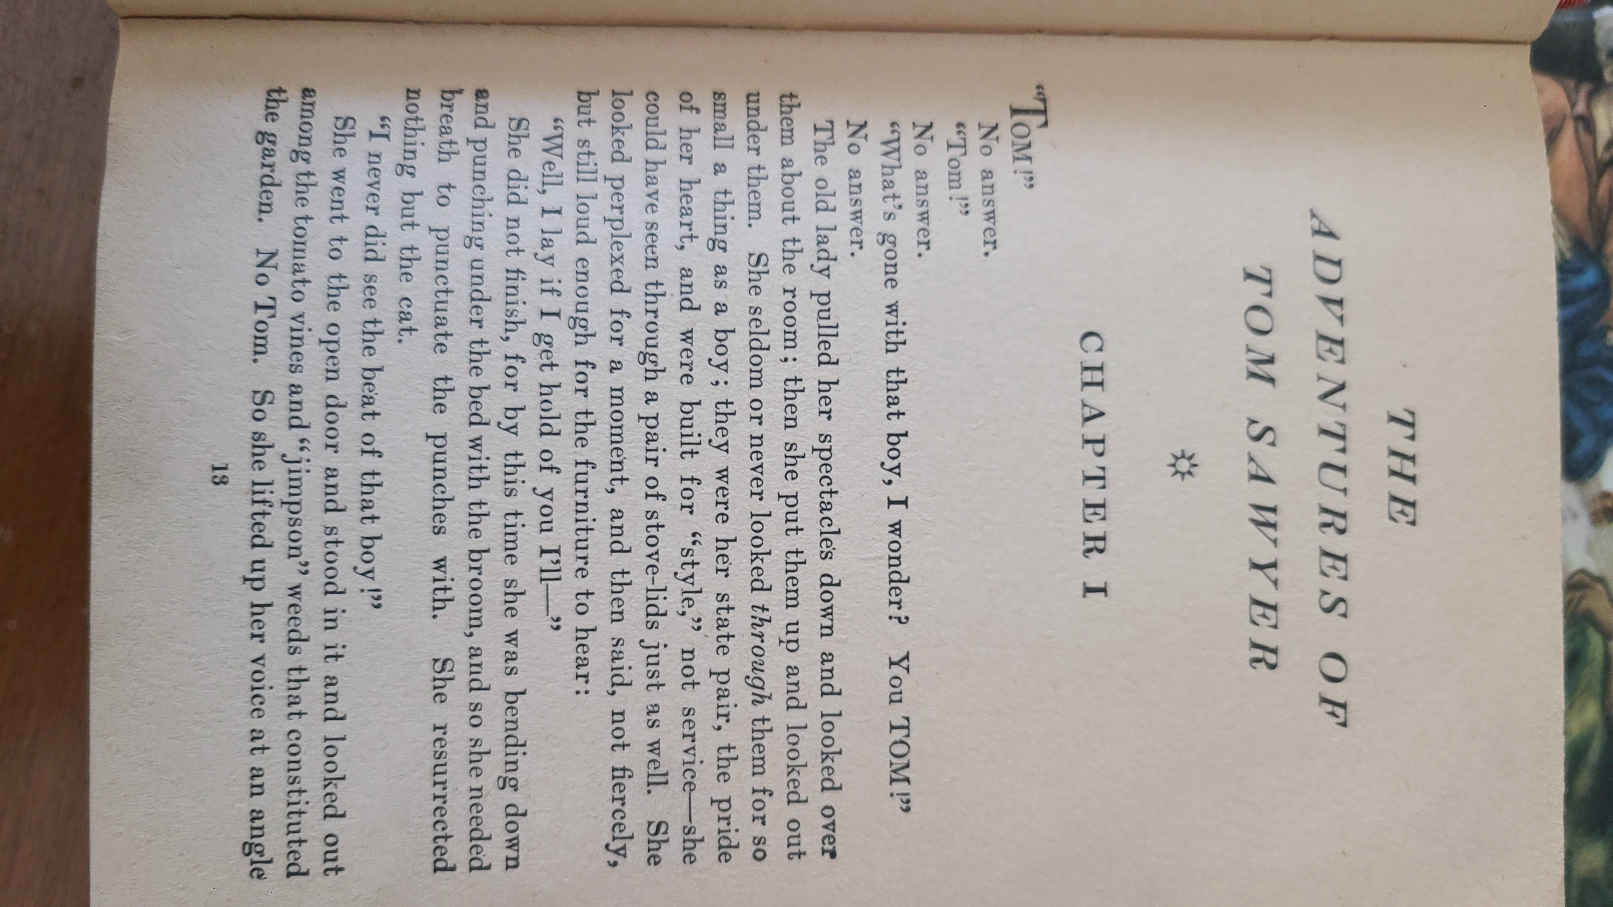 THE
ADVENTURES OF
TOM SAWYER
CHAPTER I
“TOM!”
No answer.
“Tom!”
No answer.
“What’s gone with that boy, I wonder? You TOM!”
No answer.
The old lady pulled her spectacles down and looked over
them about the room; then she put them up and looked out
under them. She seldom or never looked through them for so
small a thing as a boy; they were her state pair, the pride
of her heart, and were built for “style,” not service—she
could have seen through a pair of stove-lids just as well. She
looked perplexed for a moment, and then said, not fiercely,
but still loud enough for the furniture to hear:
“Well, I lay if I get hold of you I’ll—”
She did not finish, for by this time she was bending down
and punching under the bed with the broom, and so she needed
breath to punctuate the punches with. She resurrected
nothing but the cat.
“I never did see the beat of that boy!”
She went to the open door and stood in it and looked out
among the tomato vines and “jimpson” weeds that constituted
the garden. No Tom. So she lifted up her voice at an angle
13